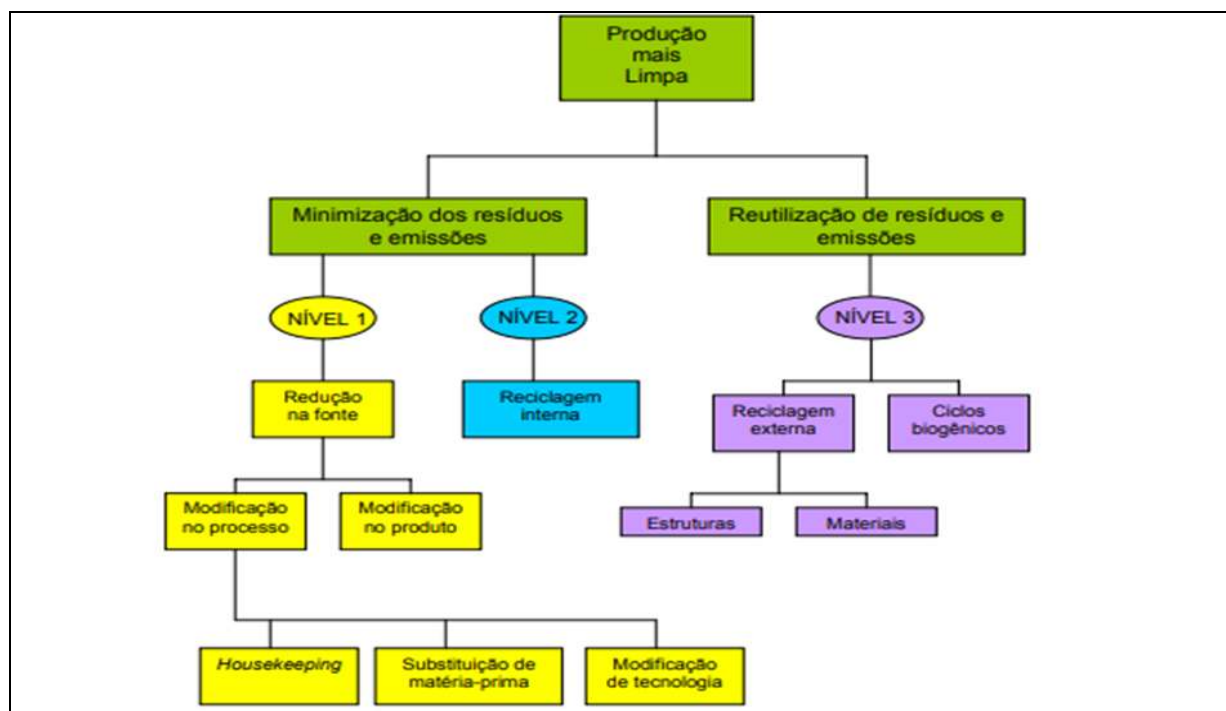 Produção
mais
Limpa
Minimização dos resíduos
e emissões
Reutilização de resíduos e
emissões
NÍVEL 1
NÍVEL 2
NÍVEL 3
Redução
na fonte
Reciclagem
interna
Reciclagem
externa
Ciclos
biogênicos
Modificação
no processo
Modificação
no produto
Estruturas
Materiais
Housekeeping
Substituição de
matéria-prima
Modificação
de tecnologia